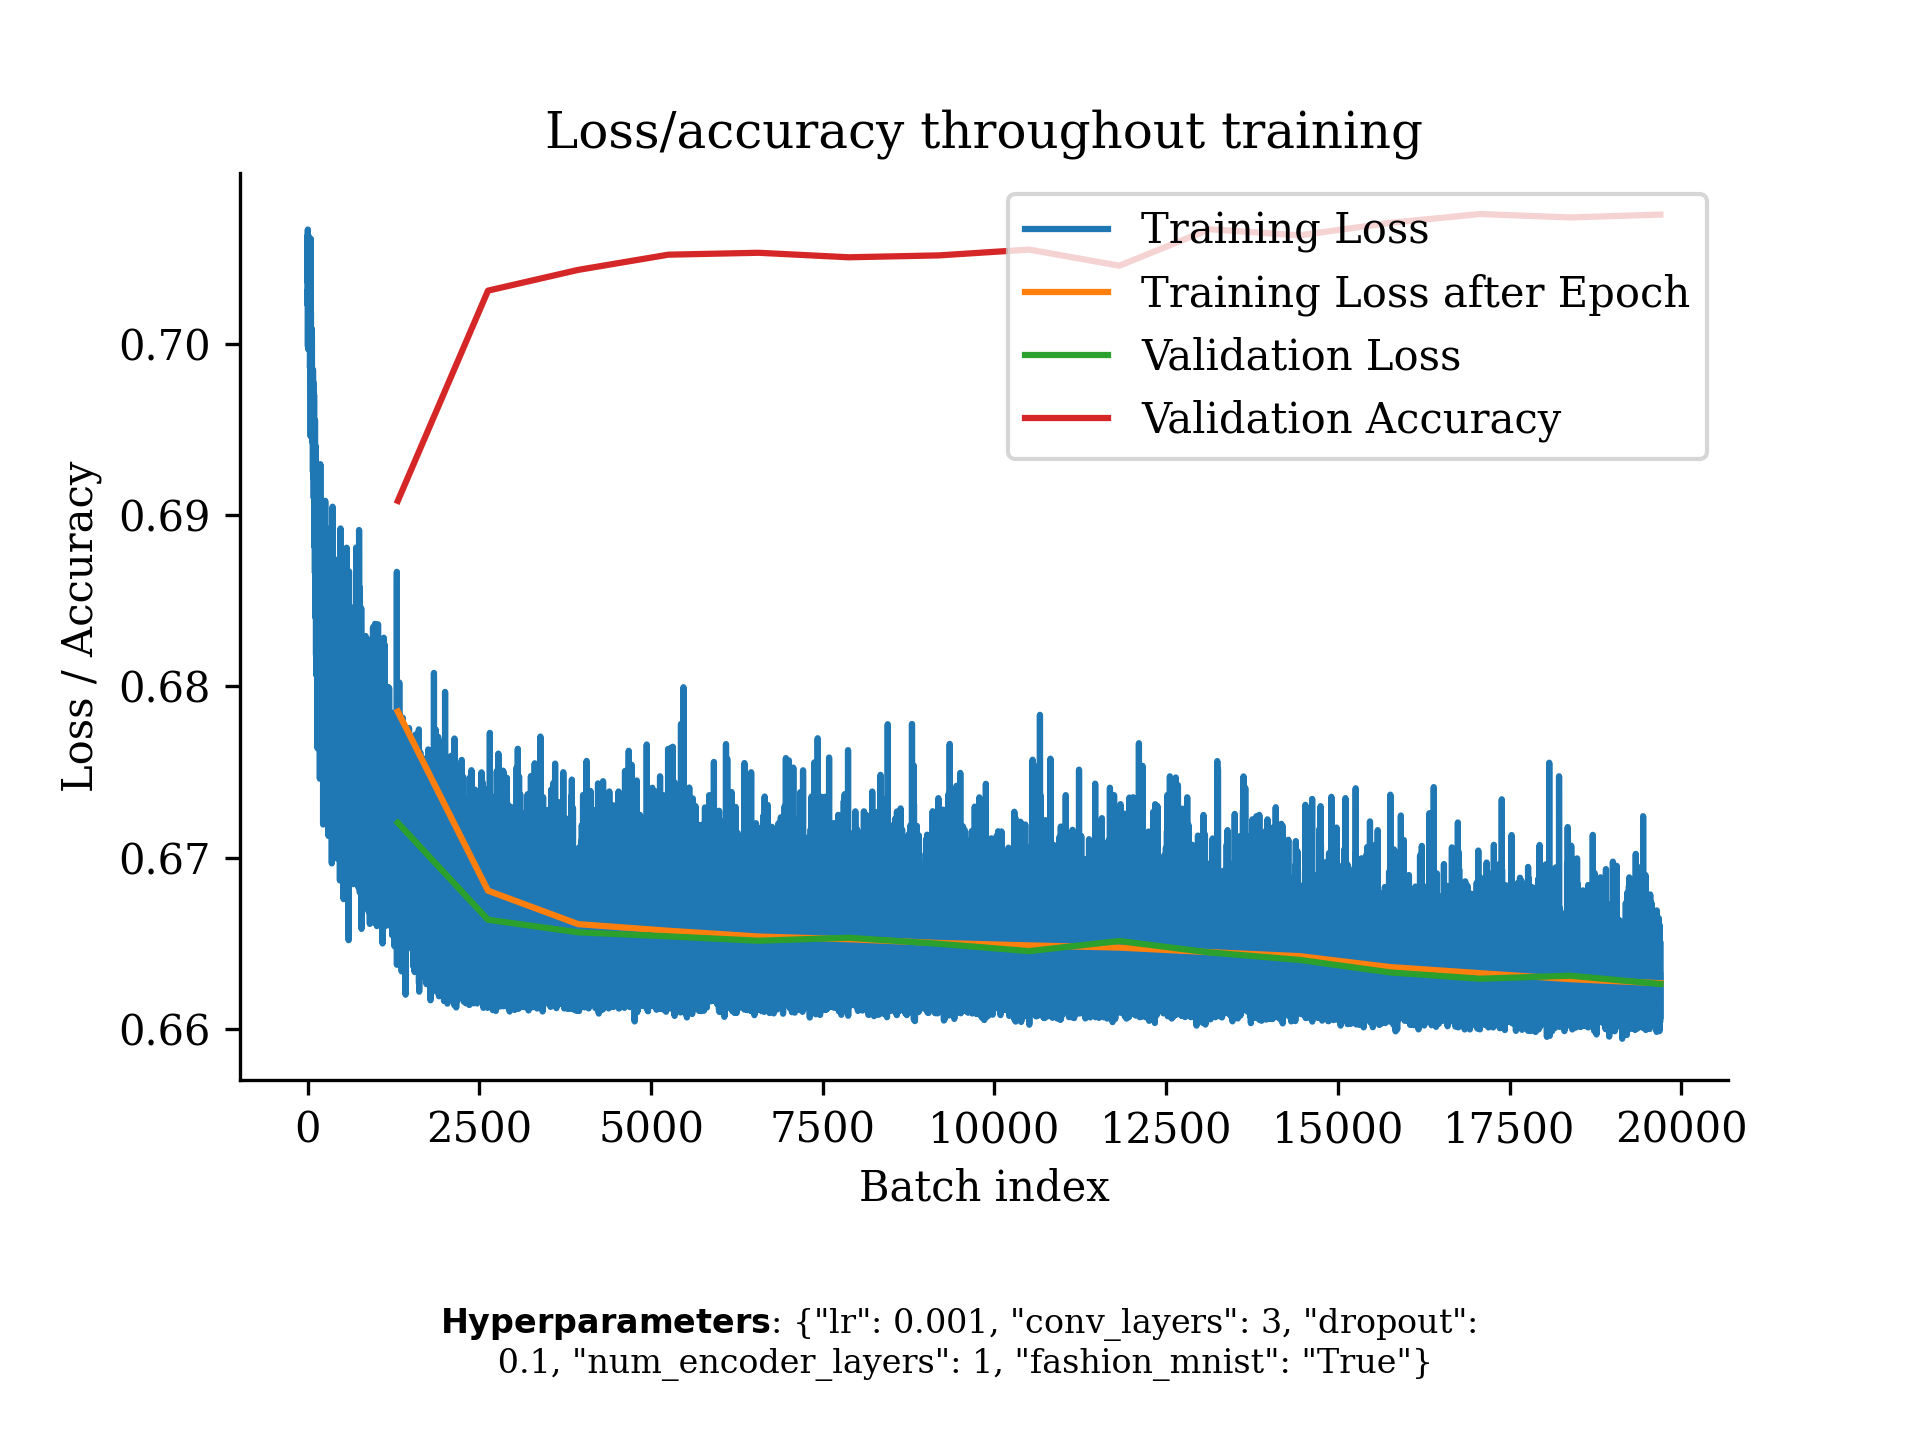 Loss/accuracy throughout training
Training Loss
Training Loss after Epoch
Validation Loss
Validation Accuracy
Loss / Accuracy
0.70
0.69
0.68
0.67
0.66
0 2500 5000 7500 10000 12500 15000 17500 20000
Batch index
Hyperparameters: {"lr": 0.001, "conv_layers": 3, "dropout":
0.1, "num_encoder_layers": 1, "fashion_mnist": "True"}